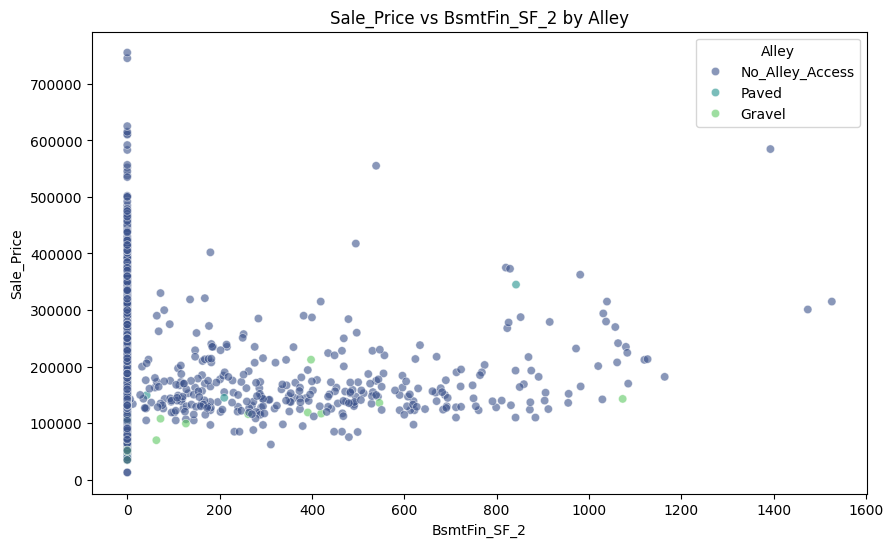 Sale_Price vs BsmtFin_SF_2 by Alley
Alley
No_Alley_Access
Paved
Gravel
700000
600000
500000
400000
300000
200000
100000
0
Sale_Price
0 200 400 600 800 1000 1200 1400 1600
BsmtFin_SF_2